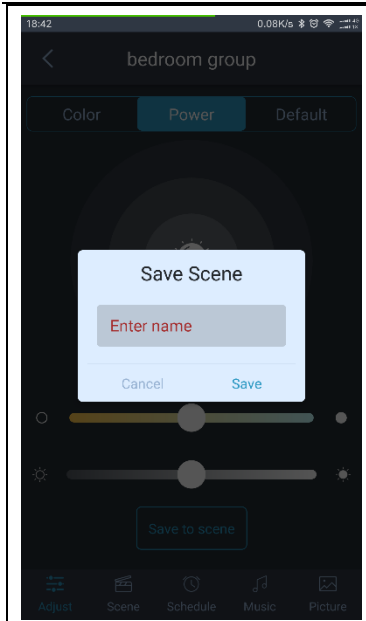 18:42 0.08K/s
bedroom group
Color Power Default
Save Scene
Enter name
Cancel Save
Save to scene
Adjust Scene Schedule Music Picture